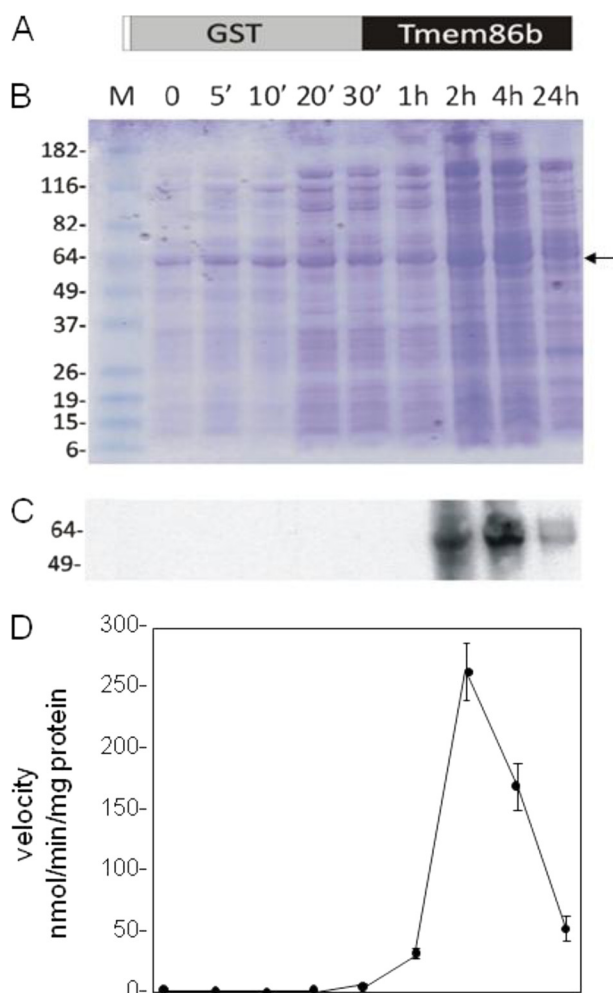 A
GST Tmem86b
B
M 0 5' 10' 20' 30' 1h 2h 4h 24h
182-
116-
82-
64-
49-
37-
26-
19-
15-
6-
C
64-
49-
D
300-
250-
200-
150-
100-
50-
0-
velocity
nmol/min/mg protein